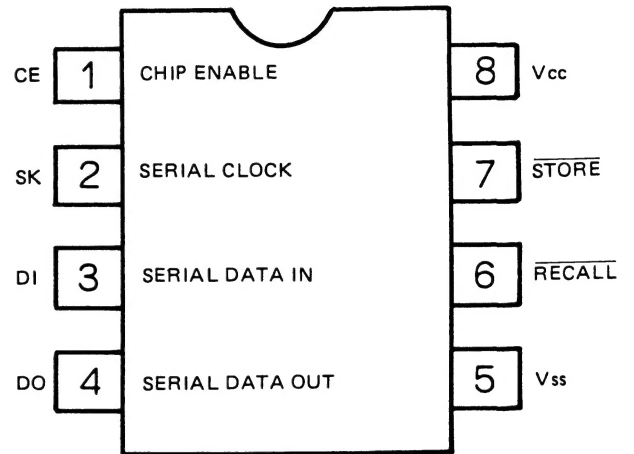 CE 1 CHIP ENABLE 8 Vcc
SK 2 SERIAL CLOCK 7 STORE
DI 3 SERIAL DATA IN 6 RECALL
DO 4 SERIAL DATA OUT 5 Vss